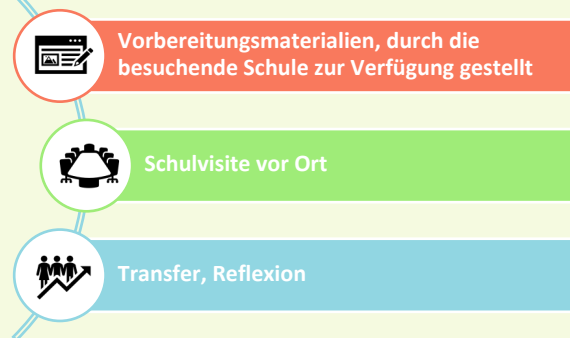 Vorbereitungsmaterialien, durch die
besuchende Schule zur Verfügung gestellt
Schulvisite vor Ort
Transfer, Reflexion